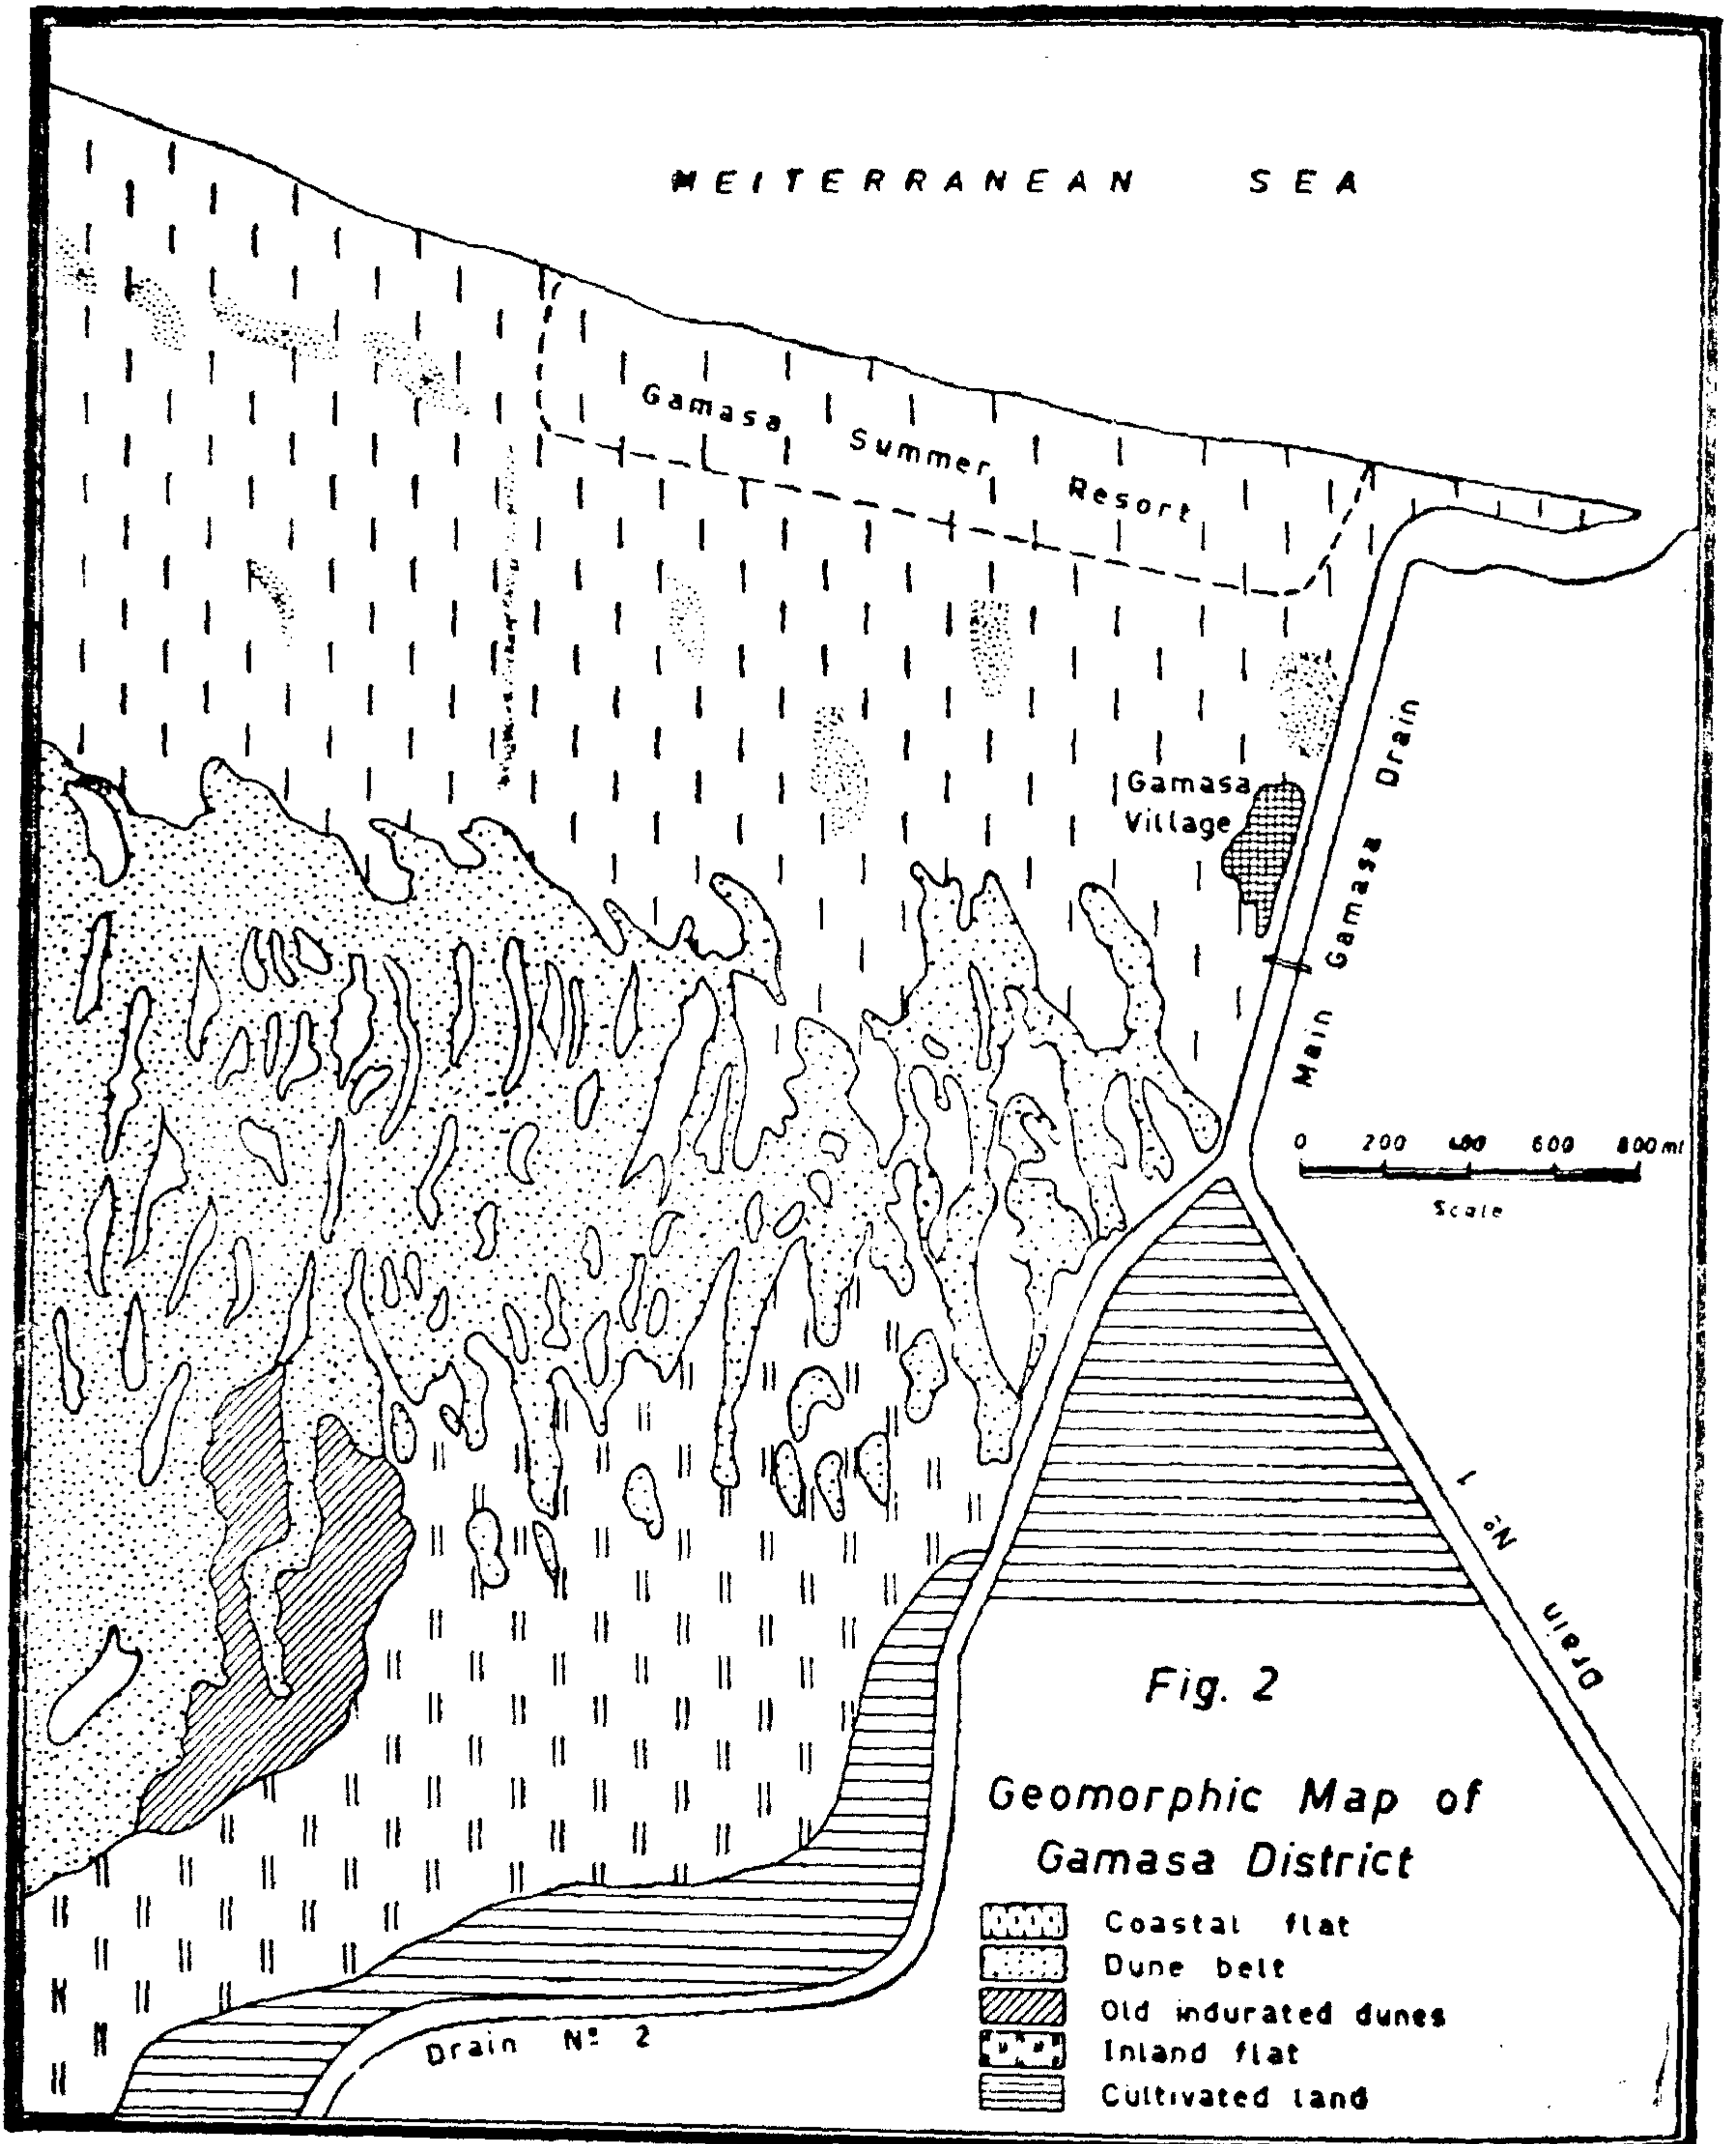 MEITERRANEAN SEA
Gamasa Summer Resort
Gamasa
Village
Main Gamasa Drain
0 200 400 600 800 mt
Scale
Drain Nº 1
Fig. 2
Geomorphic Map of
Gamasa District
Coastal flat
Dune belt
Old indurated dunes
Inland flat
Cultivated land
Drain Nº 2